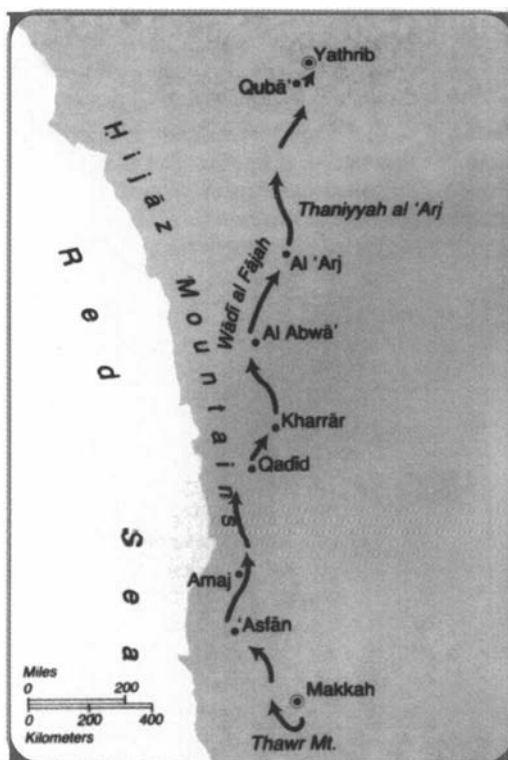 Yathrib
Qubā'
Hijāz Mountains
Red Sea
Thaniyyah al 'Arj
Al 'Arj
Wādī al Fājah
Al Abwā'
Kharrār
Qadīd
Amaj
'Asfān
Makkah
Thawr Mt.
Miles
0 200
0 200 400
Kilometers